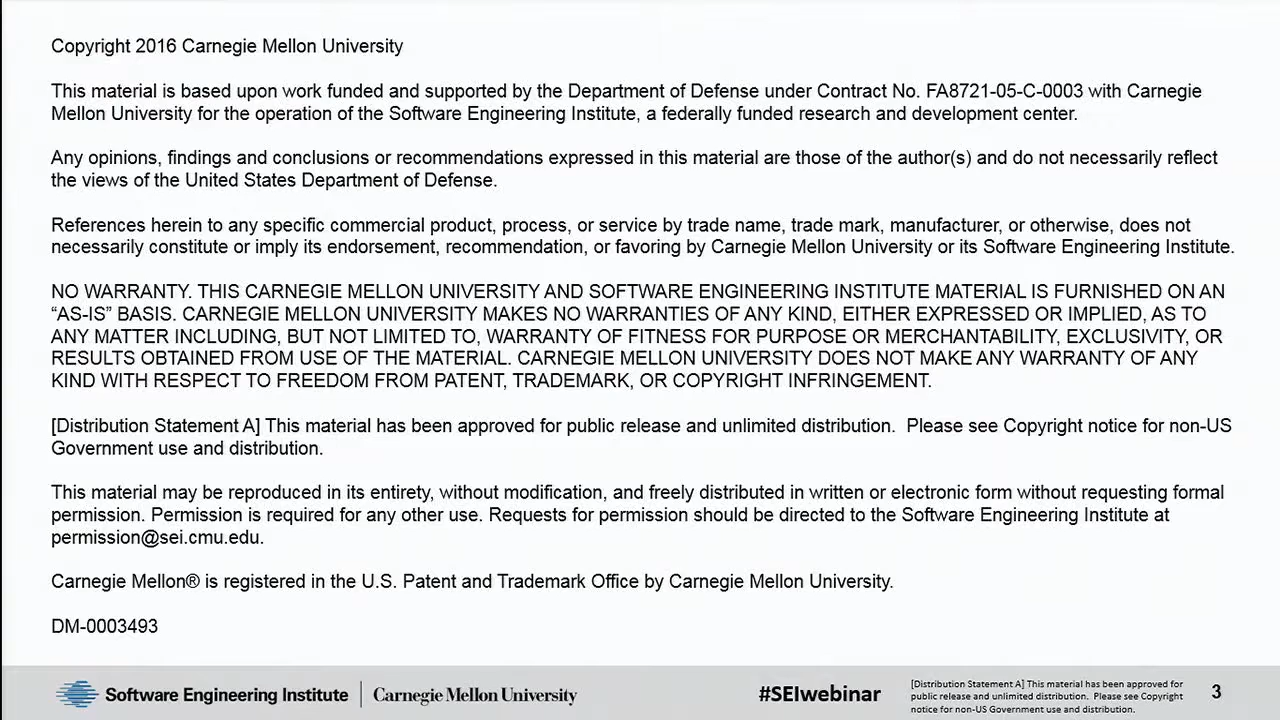 Copyright 2016 Carnegie Mellon University
This material is based upon work funded and supported by the Department of Defense under Contract No. FA8721-05-C-0003 with Carnegie
Mellon University for the operation of the Software Engineering Institute, a federally funded research and development center.
Any opinions, findings and conclusions or recommendations expressed in this material are those of the author(s) and do not necessarily reflect
the views of the United States Department of Defense.
References herein to any specific commercial product, process, or service by trade name, trade mark, manufacturer, or otherwise, does not
necessarily constitute or imply its endorsement, recommendation, or favoring by Carnegie Mellon University or its Software Engineering Institute.
NO WARRANTY. THIS CARNEGIE MELLON UNIVERSITY AND SOFTWARE ENGINEERING INSTITUTE MATERIAL IS FURNISHED ON AN
“AS-IS” BASIS. CARNEGIE MELLON UNIVERSITY MAKES NO WARRANTIES OF ANY KIND, EITHER EXPRESSED OR IMPLIED, AS TO
ANY MATTER INCLUDING, BUT NOT LIMITED TO, WARRANTY OF FITNESS FOR PURPOSE OR MERCHANTABILITY, EXCLUSIVITY, OR
RESULTS OBTAINED FROM USE OF THE MATERIAL. CARNEGIE MELLON UNIVERSITY DOES NOT MAKE ANY WARRANTY OF ANY
KIND WITH RESPECT TO FREEDOM FROM PATENT, TRADEMARK, OR COPYRIGHT INFRINGEMENT.
[Distribution Statement A] This material has been approved for public release and unlimited distribution.  Please see Copyright notice for non-US
Government use and distribution.
This material may be reproduced in its entirety, without modification, and freely distributed in written or electronic form without requesting formal
permission. Permission is required for any other use. Requests for permission should be directed to the Software Engineering Institute at
permission@sei.cmu.edu.
Carnegie Mellon® is registered in the U.S. Patent and Trademark Office by Carnegie Mellon University.
DM-0003493
Software Engineering Institute | Carnegie Mellon University
#SEIwebinar
[Distribution Statement A] This material has been approved for
public release and unlimited distribution.  Please see Copyright
notice for non-US Government use and distribution.
3